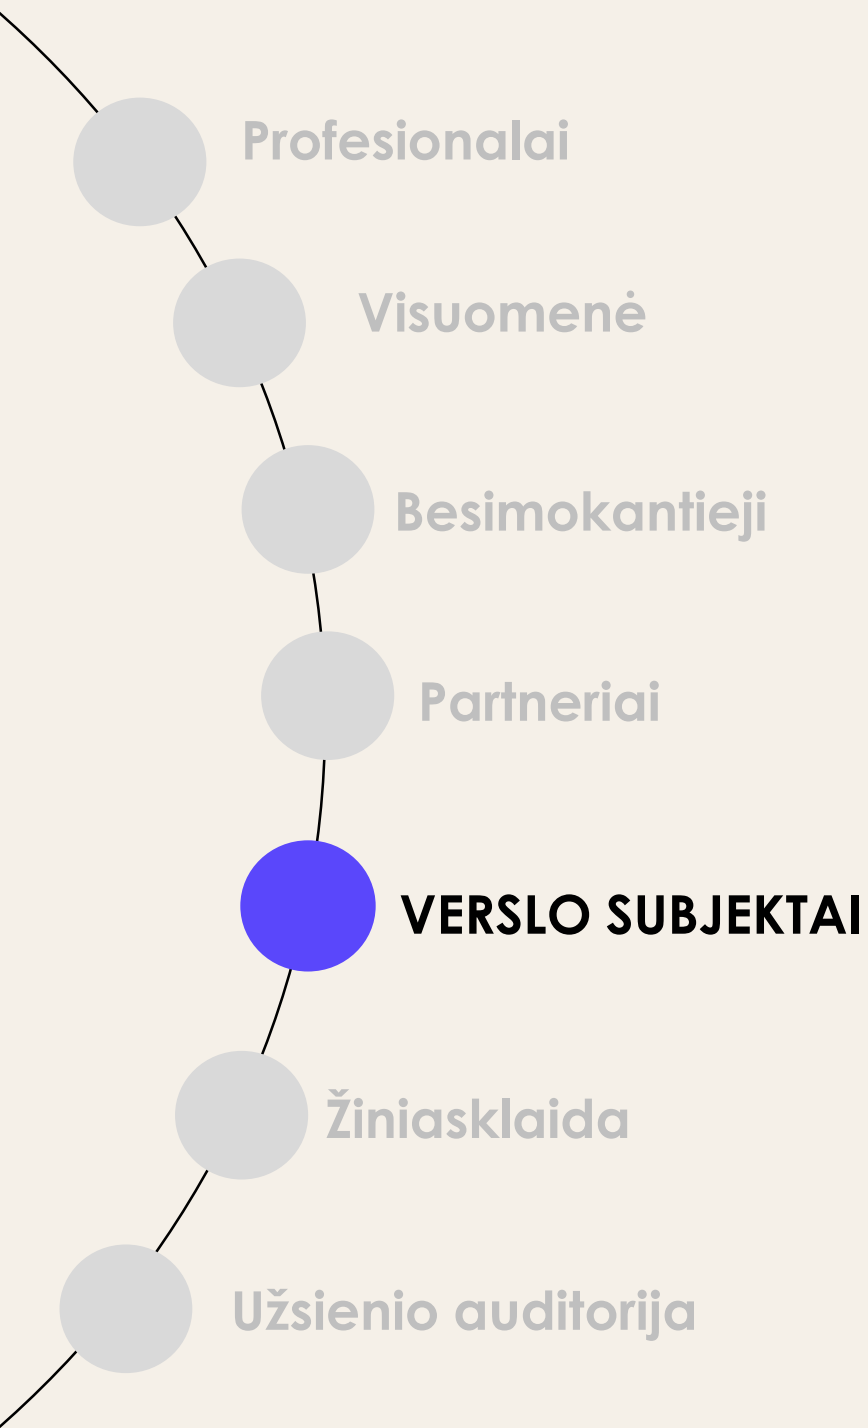 Profesionalai
Visuomenė
Besimokantieji
Partneriai
VERSLO SUBJEKTAI
Žiniasklaida
Užsienio auditorija